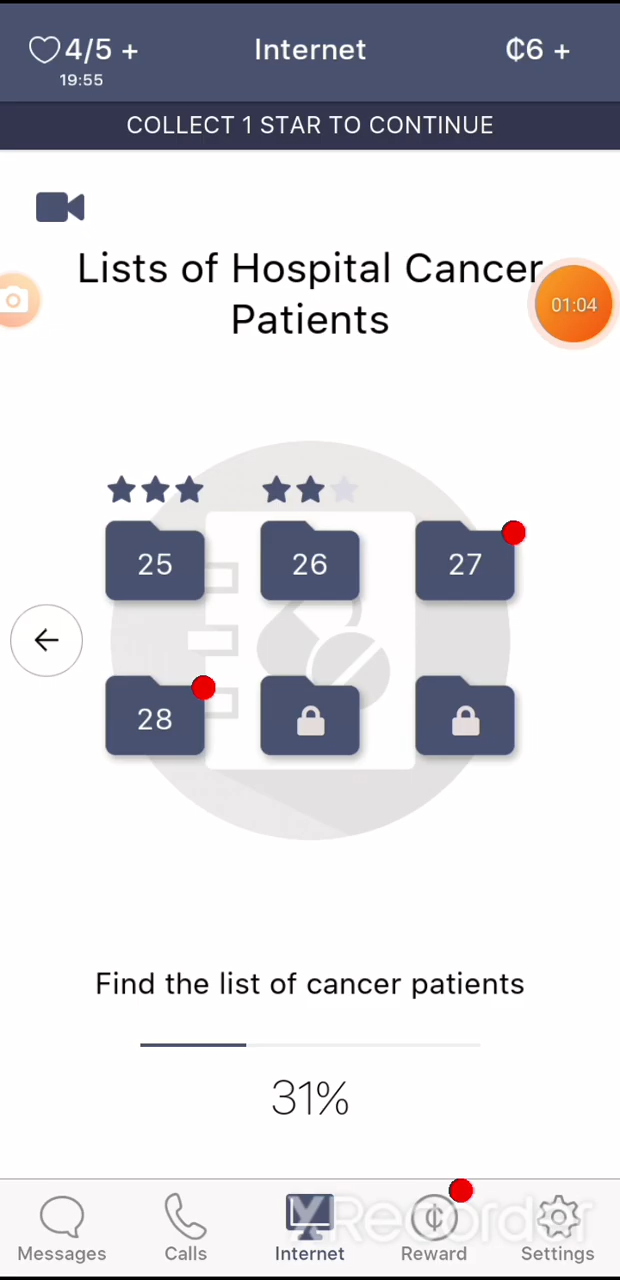 4/5 +
Internet
₵6 +
19:55
COLLECT 1 STAR TO CONTINUE
Lists of Hospital Cancer
Patients
01:04
25
26
27
28
Find the list of cancer patients
31%
XRecorder
Messages
Calls
Internet
Reward
Settings